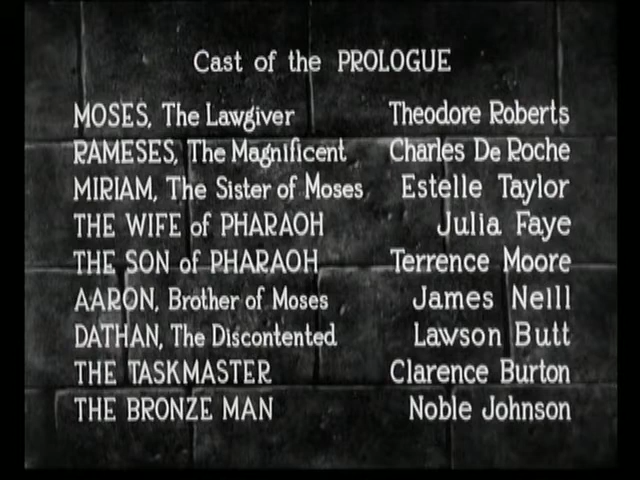 Cast of the PROLOGUE
MOSES, The Lawgiver Theodore Roberts
RAMESES, The Magnificent Charles De Roche
MIRIAM, The Sister of Moses Estelle Taylor
THE WIFE of PHARAOH Julia Faye
THE SON of PHARAOH Terrence Moore
AARON, Brother of Moses James Neill
DATHAN, The Discontented Lawson Butt
THE TASKMASTER Clarence Burton
THE BRONZE MAN Noble Johnson